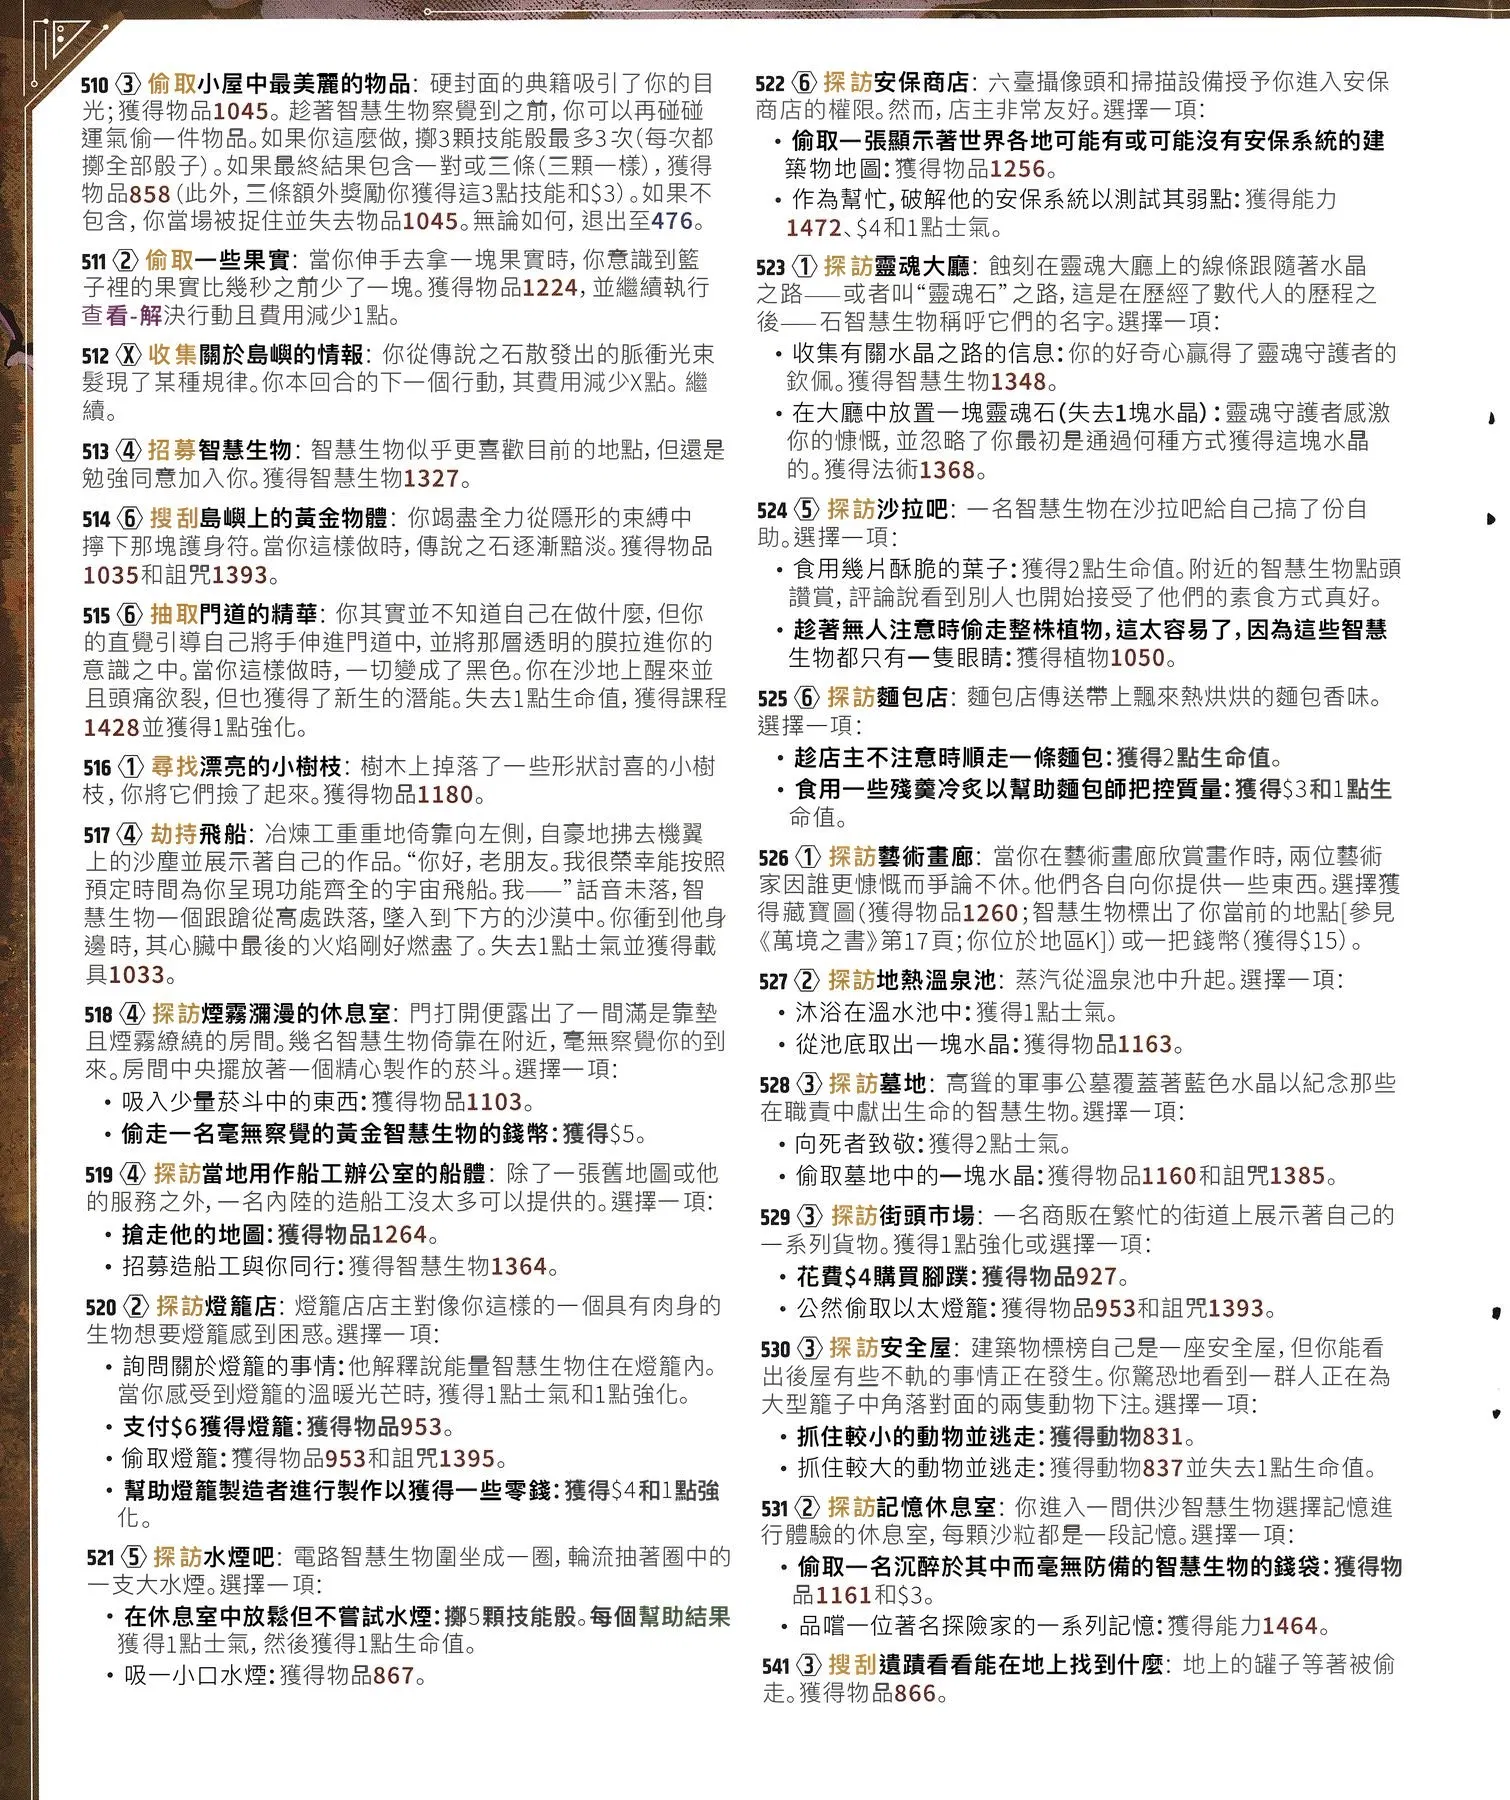 510 3 偷取小屋中最美麗的物品：硬封面的典籍吸引了你的目
光；獲得物品1045。趁著智慧生物察覺到之前，你可以再碰碰
運氣偷一件物品。如果你這麼做，擲3顆技能骰最多3次（每次都
擲全部骰子）。如果最終結果包含一對或三條（三顆一樣），獲得
物品858（此外，三條額外獎勵你獲得這3點技能和$3）。如果不
包含，你當場被捉住並失去物品1045。無論如何，退出至476。
511 2 偷取一些果實：當你伸手去拿一塊果實時，你意識到籃
子裡的果實比幾秒之前少了一塊。獲得物品1224，並繼續執行
查看-解決行動且費用減少1點。
512 X 收集關於島嶼的情報：你從傳說之石散發出的脈衝光束
髮現了某種規律。你本回合的下一個行動，其費用減少X點。繼
續。
513 4 招募智慧生物：智慧生物似乎更喜歡目前的地點，但還是
勉強同意加入你。獲得智慧生物1327。
514 6 搜刮島嶼上的黃金物體：你竭盡全力從隱形的束縛中
擰下那塊護身符。當你這樣做時，傳說之石逐漸黯淡。獲得物品
1035和詛咒1393。
515 6 抽取門道的精華：你其實並不知道自己在做什麼，但你
的直覺引導自己將手伸進門道中，並將那層透明的膜拉進你的
意識之中。當你這樣做時，一切變成了黑色。你在沙地上醒來並
且頭痛欲裂，但也獲得了新生的潛能。失去1點生命值，獲得課程
1428並獲得1點強化。
516 1 尋找漂亮的小樹枝：樹木上掉落了一些形狀討喜的小樹
枝，你將它們撿了起來。獲得物品1180。
517 4 劫持飛船：冶煉工重重地倚靠向左側，自豪地拂去機翼
上的沙塵並展示著自己的作品。“你好，老朋友。我很榮幸能按照
預定時間為你呈現功能齊全的宇宙飛船。我——”話音未落，智
慧生物一個踉蹌從高處跌落，墜入到下方的沙漠中。你衝到他身
邊時，其心臟中最後的火焰剛好燃盡了。失去1點士氣並獲得載
具1033。
518 4 探訪煙霧瀰漫的休息室：門打開便露出了一間滿是靠墊
且煙霧繚繞的房間。幾名智慧生物倚靠在附近，毫無察覺你的到
來。房間中央擺放著一個精心製作的菸斗。選擇一項：
• 吸入少量菸斗中的東西：獲得物品1103。
• 偷走一名毫無察覺的黃金智慧生物的錢幣：獲得$5。
519 4 探訪當地用作船工辦公室的船體：除了一張舊地圖或他
的服務之外，一名內陸的造船工沒太多可以提供的。選擇一項：
• 搶走他的地圖：獲得物品1264。
• 招募造船工與你同行：獲得智慧生物1364。
520 2 探訪燈籠店：燈籠店店主對像你這樣的一個具有肉身的
生物想要燈籠感到困惑。選擇一項：
• 詢問關於燈籠的事情：他解釋說能量智慧生物住在燈籠內。
當你感受到燈籠的溫暖光芒時，獲得1點士氣和1點強化。
• 支付$6獲得燈籠：獲得物品953。
• 偷取燈籠：獲得物品953和詛咒1395。
• 幫助燈籠製造者進行製作以獲得一些零錢：獲得$4和1點強
化。
521 5 探訪水煙吧：電路智慧生物圍坐成一圈，輪流抽著圈中的
一支大水煙。選擇一項：
• 在休息室中放鬆但不嘗試水煙：擲5顆技能骰。每個幫助結果
獲得1點士氣，然後獲得1點生命值。
• 吸一小口水煙：獲得物品867。
522 6 探訪安保商店：六臺攝像頭和掃描設備授予你進入安保
商店的權限。然而，店主非常友好。選擇一項：
• 偷取一張顯示著世界各地可能有或可能沒有安保系統的建
築物地圖：獲得物品1256。
• 作為幫忙，破解他的安保系統以測試其弱點：獲得能力
1472、$4和1點士氣。
523 1 探訪靈魂大廳：蝕刻在靈魂大廳上的線條跟隨著水晶
之路——或者叫“靈魂石”之路，這是在歷經了數代人的歷程之
後——石智慧生物稱呼它們的名字。選擇一項：
• 收集有關水晶之路的信息：你的好奇心贏得了靈魂守護者的
欽佩。獲得智慧生物1348。
• 在大廳中放置一塊靈魂石（失去1塊水晶）：靈魂守護者感激
你的慷慨，並忽略了你最初是通過何種方式獲得這塊水晶
的。獲得法術1368。
524 5 探訪沙拉吧：一名智慧生物在沙拉吧給自己搞了份自
助。選擇一項：
• 食用幾片酥脆的葉子：獲得2點生命值。附近的智慧生物點頭
讚賞，評論說看到別人也開始接受了他們的素食方式真好。
• 趁著無人注意時偷走整株植物，這太容易了，因為這些智慧
生物都只有一隻眼睛：獲得植物1050。
525 6 探訪麵包店：麵包店傳送帶上飄來熱烘烘的麵包香味。
選擇一項：
• 趁店主不注意時順走一條麵包：獲得2點生命值。
• 食用一些殘羹冷炙以幫助麵包師把控質量：獲得$3和1點生
命值。
526 1 探訪藝術畫廊：當你在藝術畫廊欣賞畫作時，兩位藝術
家因誰更慷慨而爭論不休。他們各自向你提供一些東西。選擇獲
得藏寶圖（獲得物品1260；智慧生物標出了你當前的地點[參見
《萬境之書》第17頁；你位於地區K]）或一把錢幣（獲得$15）。
527 2 探訪地熱溫泉池：蒸汽從溫泉池中升起。選擇一項：
• 沐浴在溫水池中：獲得1點士氣。
• 從池底取出一塊水晶：獲得物品1163。
528 3 探訪墓地：高聳的軍事公墓覆蓋著藍色水晶以紀念那些
在職責中獻出生命的智慧生物。選擇一項：
• 向死者致敬：獲得2點士氣。
• 偷取墓地中的一塊水晶：獲得物品1160和詛咒1385。
529 3 探訪街頭市場：一名商販在繁忙的街道上展示著自己的
一系列貨物。獲得1點強化或選擇一項：
• 花費$4購買腳蹼：獲得物品927。
• 公然偷取以太燈籠：獲得物品953和詛咒1393。
530 3 探訪安全屋：建築物標榜自己是一座安全屋，但你能看
出後屋有些不軌的事情正在發生。你驚恐地看到一群人正在為
大型籠子中角落對面的兩隻動物下注。選擇一項：
• 抓住較小的動物並逃走：獲得動物831。
• 抓住較大的動物並逃走：獲得動物837並失去1點生命值。
531 2 探訪記憶休息室：你進入一間供沙智慧生物選擇記憶進
行體驗的休息室，每顆沙粒都是一段記憶。選擇一項：
• 偷取一名沉醉於其中而毫無防備的智慧生物的錢袋：獲得物
品1161和$3。
• 品嚐一位著名探險家的一系列記憶：獲得能力1464。
541 3 搜刮遺蹟看看能在地上找到什麼：地上的罐子等著被偷
走。獲得物品866。